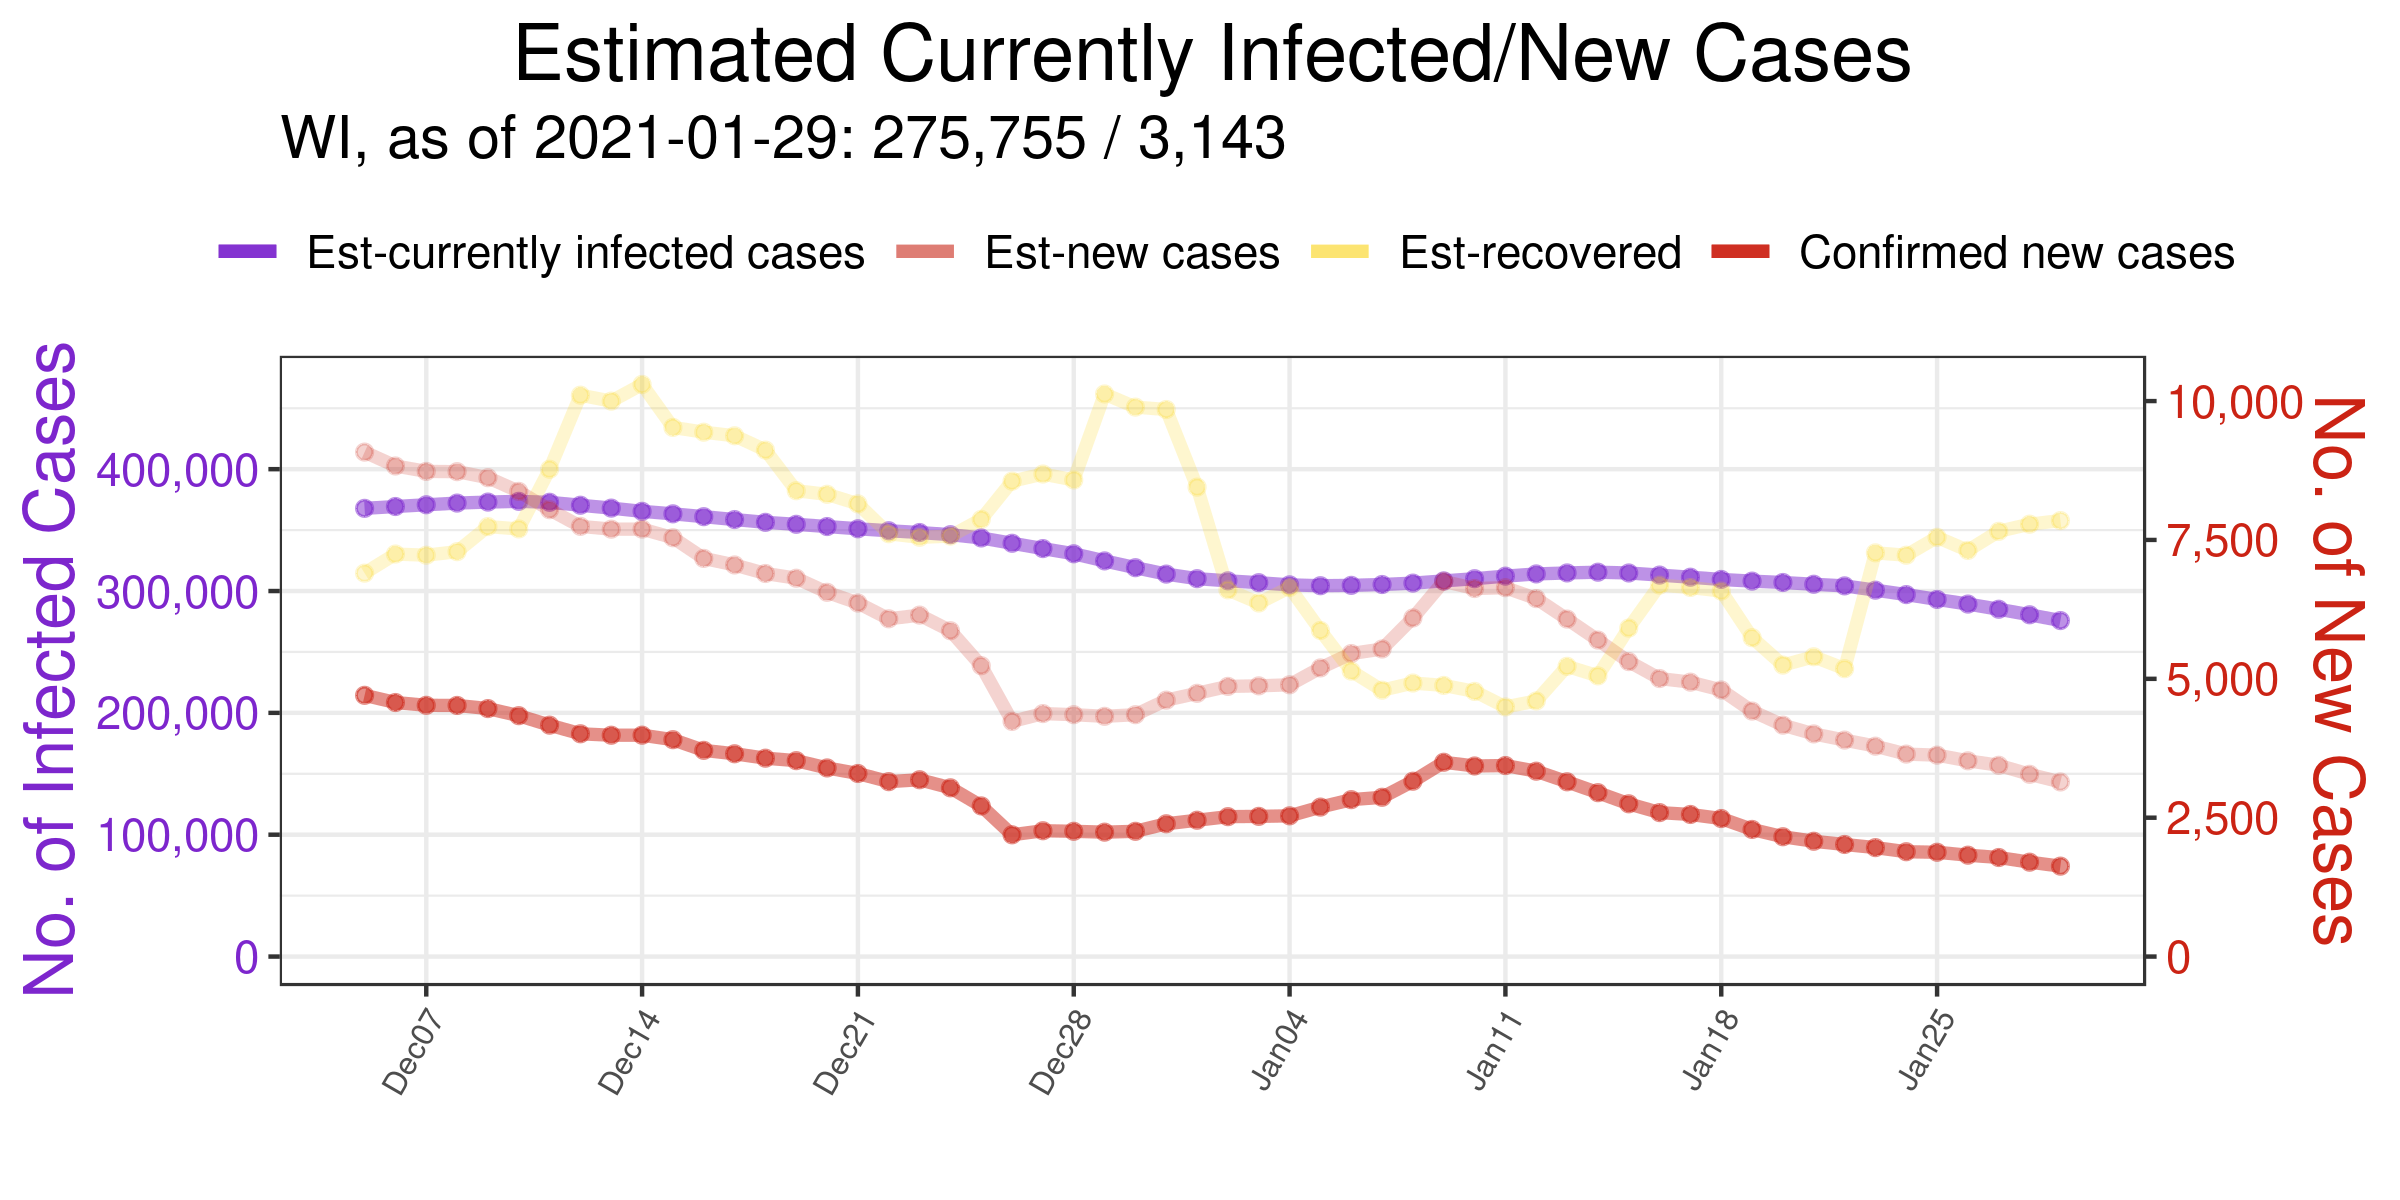 Estimated Currently Infected/New Cases
WI, as of 2021-01-29: 275,755 / 3,143
Est-currently infected cases Est-new cases Est-recovered Confirmed new cases
No. of Infected Cases
400,000
300,000
200,000
100,000
0
10,000
7,500
5,000
2,500
0
No. of New Cases
Dec07 Dec14 Dec21 Dec28 Jan04 Jan11 Jan18 Jan25